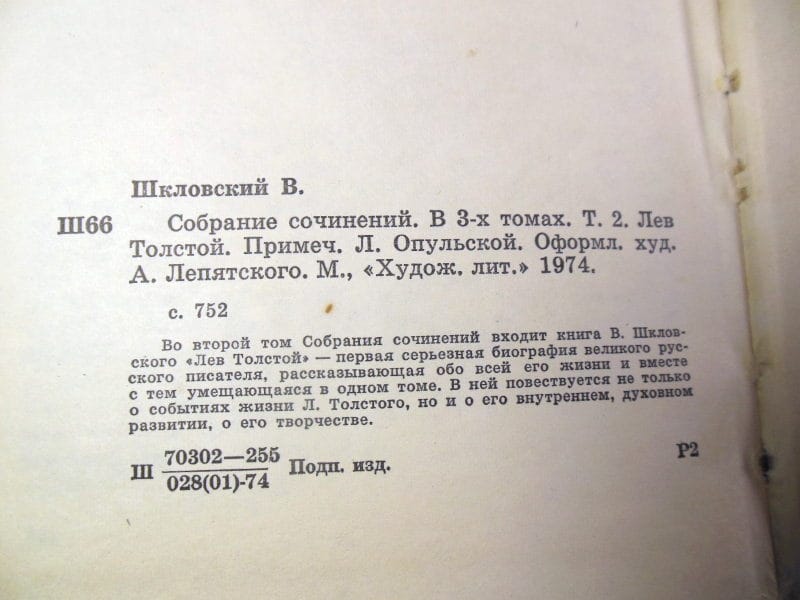 Шкловский В.
Ш66 Собрание сочинений. В 3-х томах. Т. 2. Лев
Толстой. Примеч. Л. Опульской. Оформл. худ.
А. Лепятского. М., «Худож. лит.» 1974.
с. 752
Во второй том Собрания сочинений входит книга В. Шклов-
ского «Лев Толстой» — первая серьезная биография великого рус-
ского писателя, рассказывающая обо всей его жизни и вместе
с тем умещающаяся в одном томе. В ней повествуется не только
о событиях жизни Л. Толстого, но и о его внутреннем, духовном
развитии, о его творчестве.
Ш 70302—255
028(01)-74 Подп. изд.
Р2